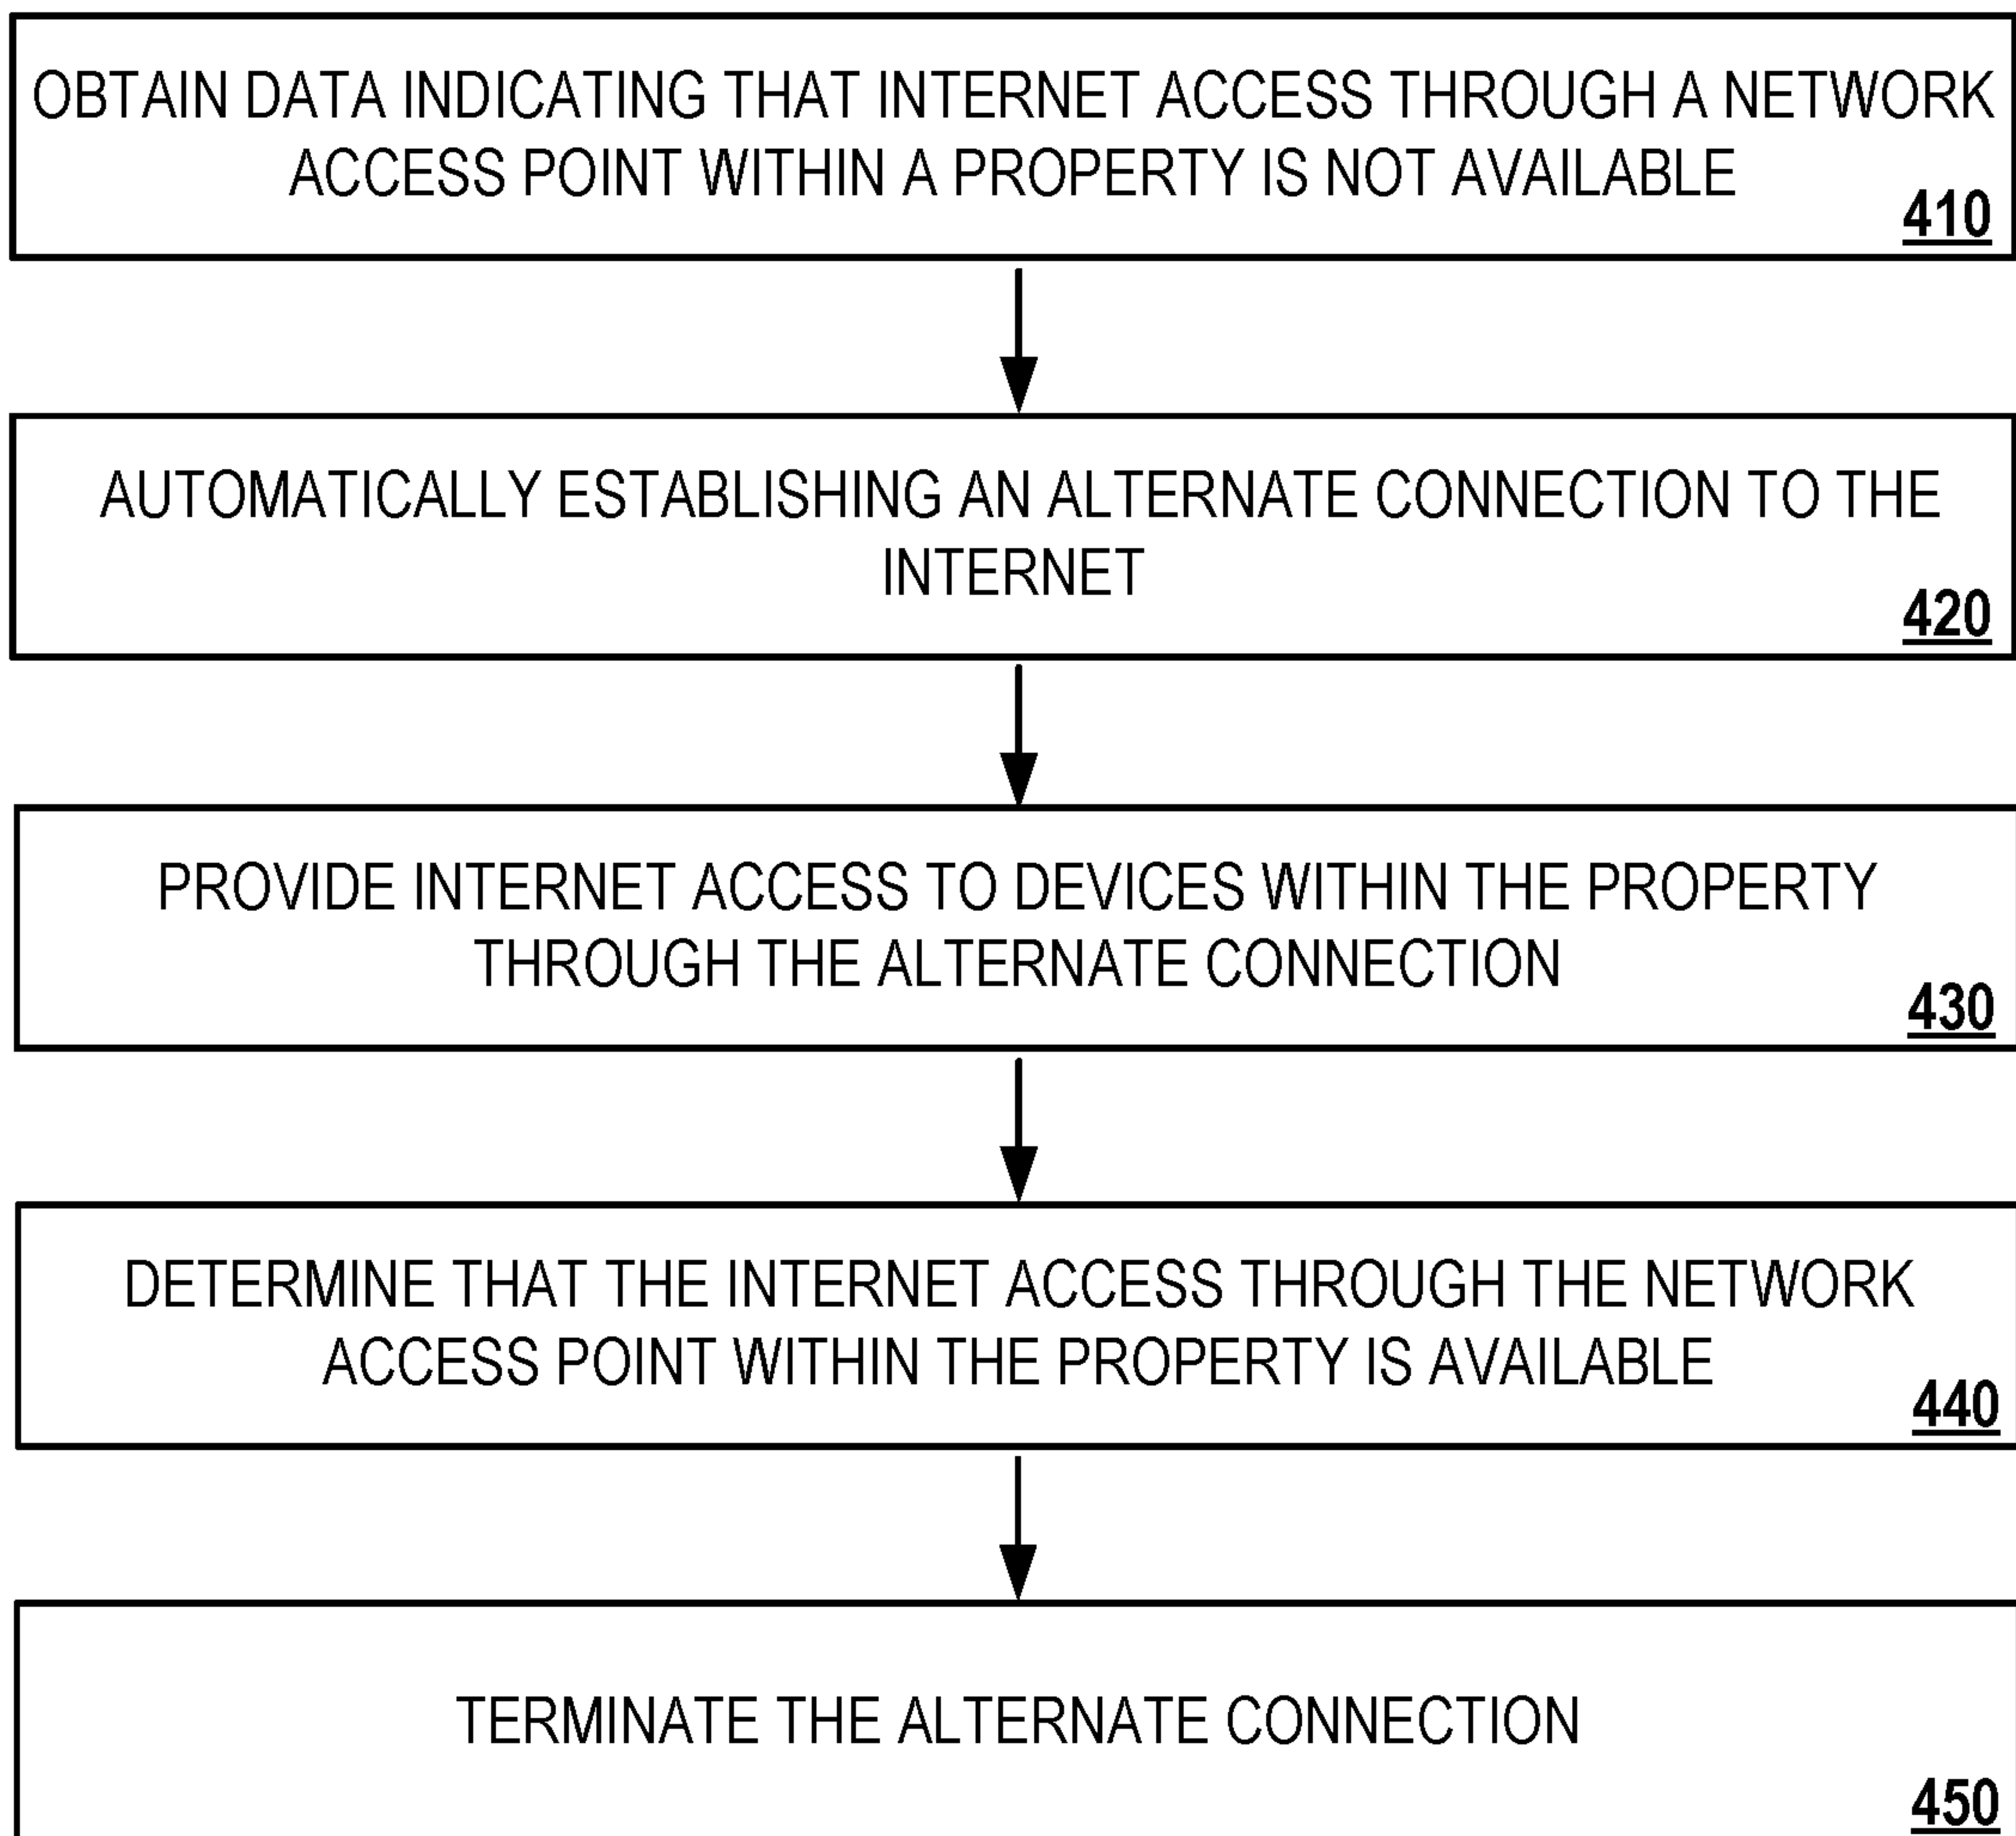 OBTAIN DATA INDICATING THAT INTERNET ACCESS THROUGH A NETWORK
ACCESS POINT WITHIN A PROPERTY IS NOT AVAILABLE
410
AUTOMATICALLY ESTABLISHING AN ALTERNATE CONNECTION TO THE
INTERNET
420
PROVIDE INTERNET ACCESS TO DEVICES WITHIN THE PROPERTY
THROUGH THE ALTERNATE CONNECTION
430
DETERMINE THAT THE INTERNET ACCESS THROUGH THE NETWORK
ACCESS POINT WITHIN THE PROPERTY IS AVAILABLE
440
TERMINATE THE ALTERNATE CONNECTION
450